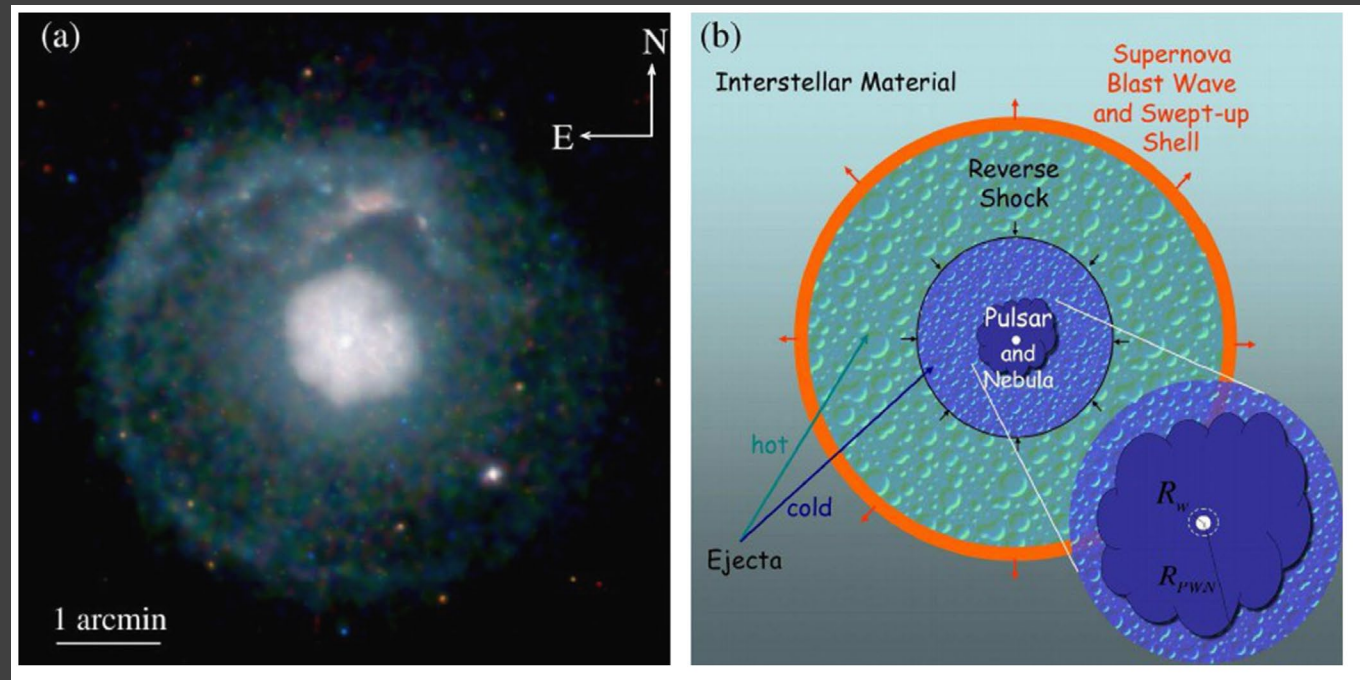 (a)
N
E
1 arcmin
(b)
Interstellar Material
Supernova
Blast Wave
and Swept-up
Shell
Reverse
Shock
Pulsar
and
Nebula
hot
cold
Ejecta
R_w
R_PWN